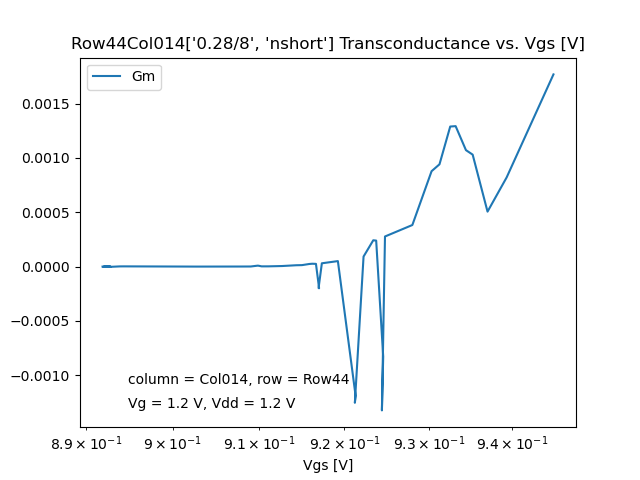 Row44Col014['0.28/8', 'nshort'] Transconductance vs. Vgs [V]
Gm
0.0015
0.0010
0.0005
0.0000
−0.0005
−0.0010
column = Col014, row = Row44
Vg = 1.2 V, Vdd = 1.2 V
8.9 × 10⁻¹ 9 × 10⁻¹ 9.1 × 10⁻¹ 9.2 × 10⁻¹ 9.3 × 10⁻¹ 9.4 × 10⁻¹
Vgs [V]